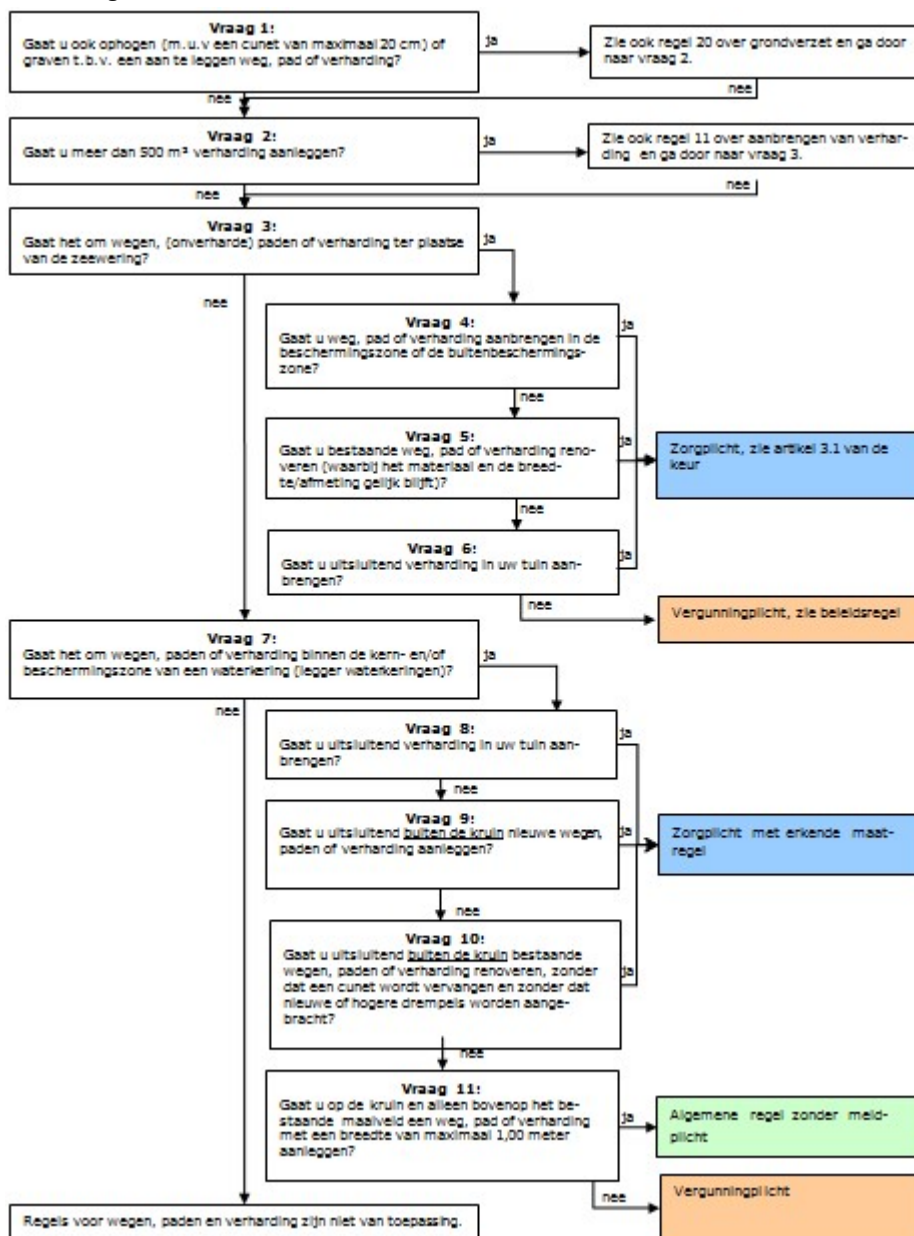 Vraag 1:
Gaat u ook ophogen (m.u.v een cunet van maximaal 20 cm) of
graven t.b.v. een aan te leggen weg, pad of verharding?
ja
Zie ook regel 20 over grondverzet en ga door
naar vraag 2.
nee
nee
Vraag 2:
Gaat u meer dan 500 m² verharding aanleggen?
ja
Zie ook regel 11 over aanbrengen van verhar-
ding en ga door naar vraag 3.
nee
nee
Vraag 3:
Gaat het om wegen, (onverharde) paden of verharding ter plaatse
van de zeewering?
ja
nee
Vraag 4:
Gaat u weg, pad of verharding aanbrengen in de
beschermingszone of de buitenbeschermings-
zone?
ja
nee
Vraag 5:
Gaat u bestaande weg, pad of verharding reno-
veren (waarbij het materiaal en de breed-
te/afmeting gelijk blijft)?
ja
Zorgplicht, zie artikel 3.1 van de
keur
nee
Vraag 6:
Gaat u uitsluitend verharding in uw tuin aan-
brengen?
ja
nee
Vergunningplicht, zie beleidsregel
Vraag 7:
Gaat het om wegen, paden of verharding binnen de kern- en/of
beschermingszone van een waterkering (legger waterkeringen)?
ja
nee
Vraag 8:
Gaat u uitsluitend verharding in uw tuin aan-
brengen?
ja
nee
Vraag 9:
Gaat u uitsluitend buiten de kruin nieuwe wegen,
paden of verharding aanleggen?
ja
Zorgplicht met erkende maat-
regel
nee
Vraag 10:
Gaat u uitsluitend buiten de kruin bestaande
wegen, paden of verharding renoveren, zonder
dat een cunet wordt vervangen en zonder dat
nieuwe of hogere drempels worden aange-
bracht?
ja
nee
Vraag 11:
Gaat u op de kruin en alleen bovenop het be-
staande maaiveld een weg, pad of verharding
met een breedte van maximaal 1,00 meter
aanleggen?
ja
Algemene regel zonder meld-
plicht
nee
Vergunningplicht
Regels voor wegen, paden en verharding zijn niet van toepassing.